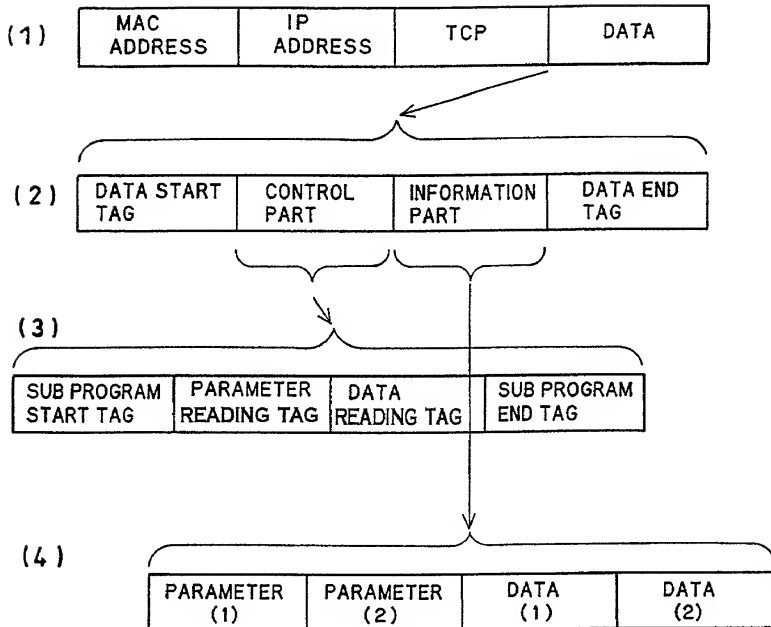 (1)
MAC ADDRESS
IP ADDRESS
TCP
DATA
(2)
DATA START TAG
CONTROL PART
INFORMATION PART
DATA END TAG
(3)
SUB PROGRAM START TAG
PARAMETER READING TAG
DATA READING TAG
SUB PROGRAM END TAG
(4)
PARAMETER (1)
PARAMETER (2)
DATA (1)
DATA (2)